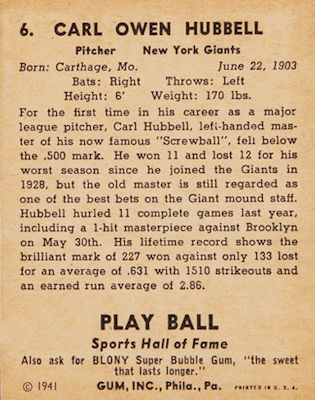 6. CARL OWEN HUBBELL
Pitcher New York Giants
Born: Carthage, Mo. June 22, 1903
Bats: Right Throws: Left
Height: 6' Weight: 170 lbs.
For the first time in his career as a major
league pitcher, Carl Hubbell, left-handed mas-
ter of his now famous "Screwball", fell below
the .500 mark. He won 11 and lost 12 for his
worst season since he joined the Giants in
1928, but the old master is still regarded as
one of the best bets on the Giant mound staff.
Hubbell hurled 11 complete games last year,
including a 1-hit masterpiece against Brooklyn
on May 30th. His lifetime record shows the
brilliant mark of 227 won against only 133 lost
for an average of .631 with 1510 strikeouts and
an earned run average of 2.86.
PLAY BALL
Sports Hall of Fame
Also ask for BLONY Super Bubble Gum, "the sweet
that lasts longer."
© 1941 GUM, INC., Phila., Pa. PRINTED IN U.S.A.